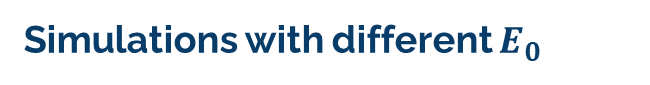 Simulations with different E₀